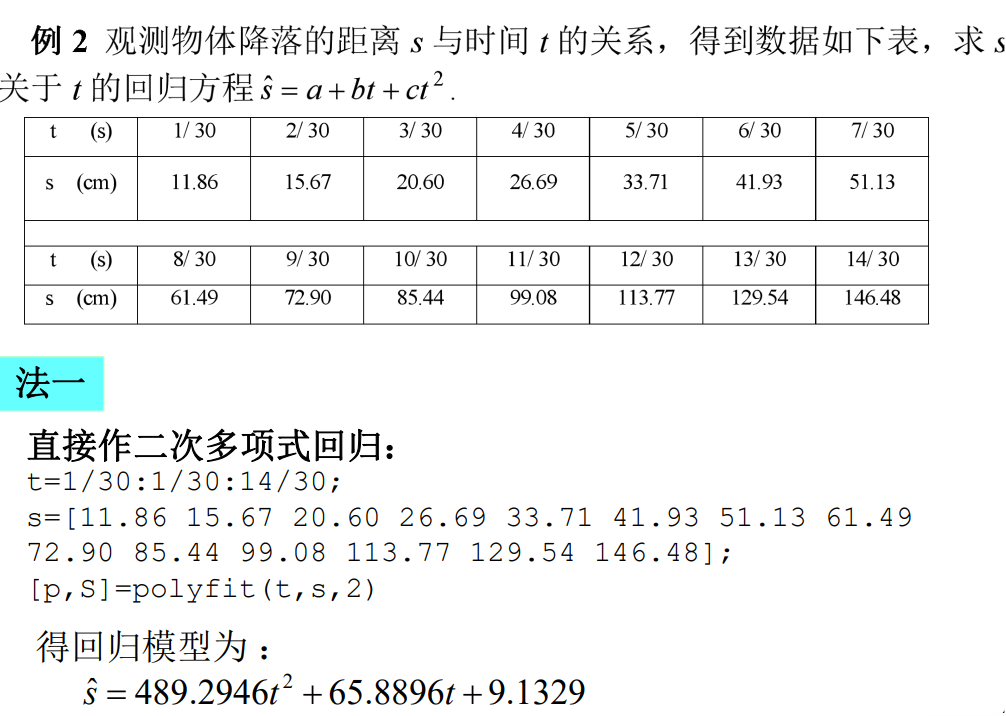 例 2 观测物体降落的距离 s 与时间 t 的关系，得到数据如下表，求 s
关于 t 的回归方程 ŝ = a + bt + ct².
t (s) 1/30 2/30 3/30 4/30 5/30 6/30 7/30
s (cm) 11.86 15.67 20.60 26.69 33.71 41.93 51.13
t (s) 8/30 9/30 10/30 11/30 12/30 13/30 14/30
s (cm) 61.49 72.90 85.44 99.08 113.77 129.54 146.48
法一
直接作二次多项式回归：
t=1/30:1/30:14/30;
s=[11.86 15.67 20.60 26.69 33.71 41.93 51.13 61.49
72.90 85.44 99.08 113.77 129.54 146.48];
[p,S]=polyfit(t,s,2)
得回归模型为：
ŝ = 489.2946t² + 65.8896t + 9.1329